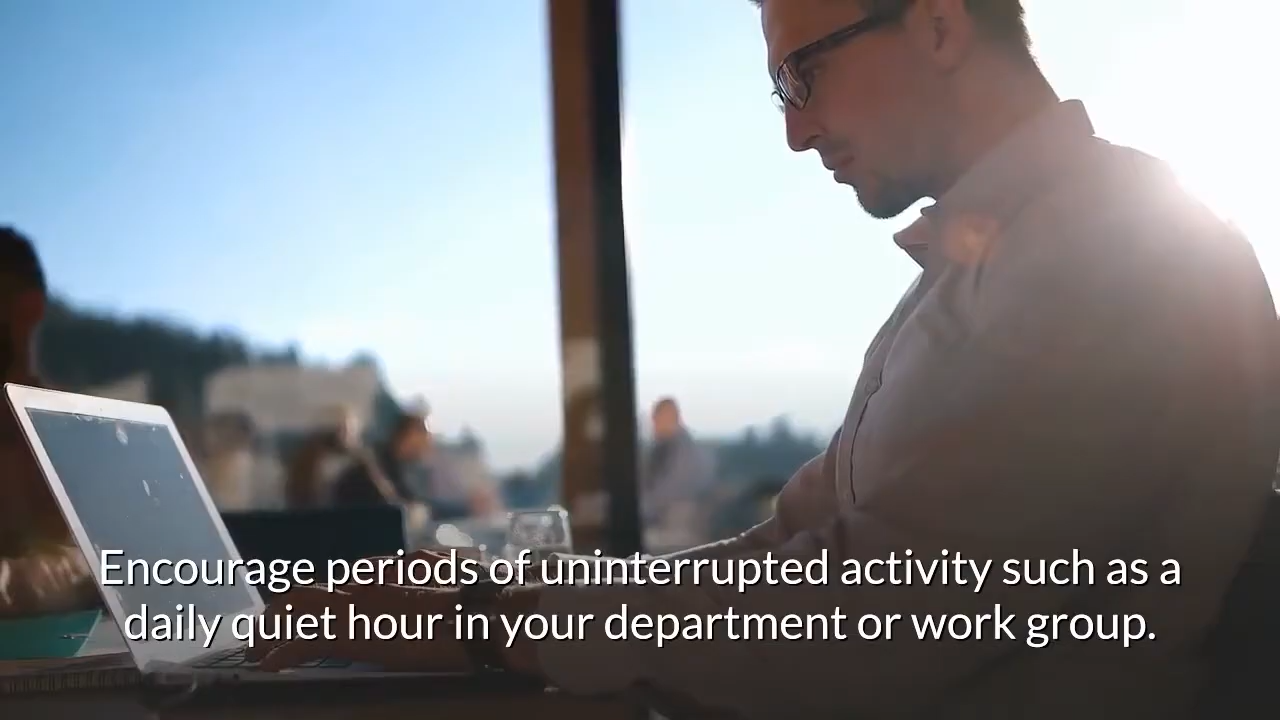 Encourage periods of uninterrupted activity such as a
daily quiet hour in your department or work group.